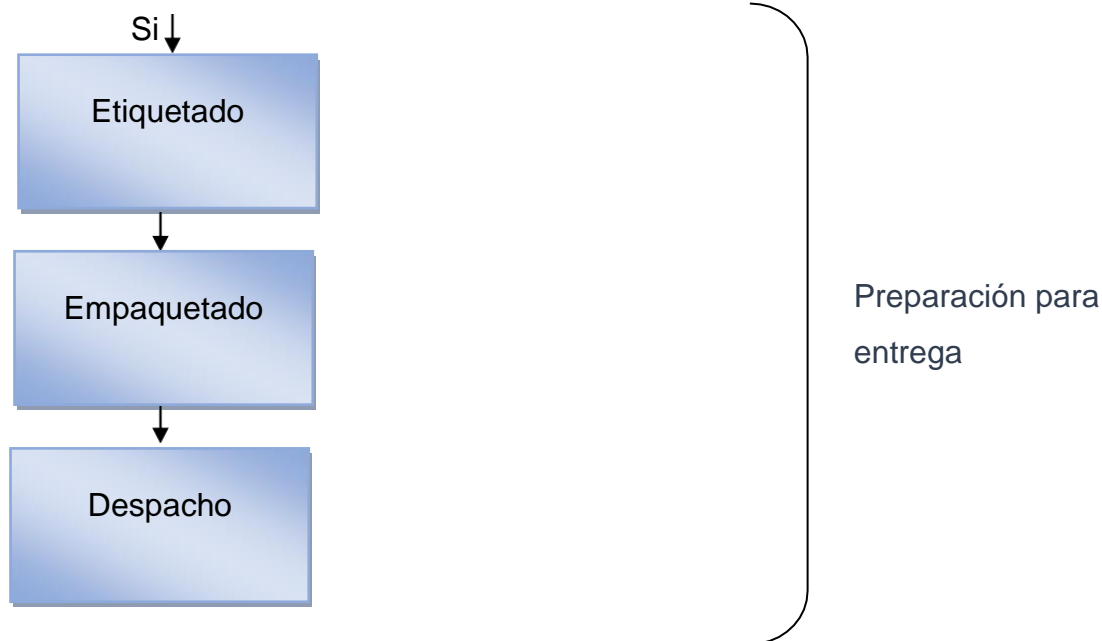 Si
Etiquetado
Empaquetado
Despacho
Preparación para
entrega